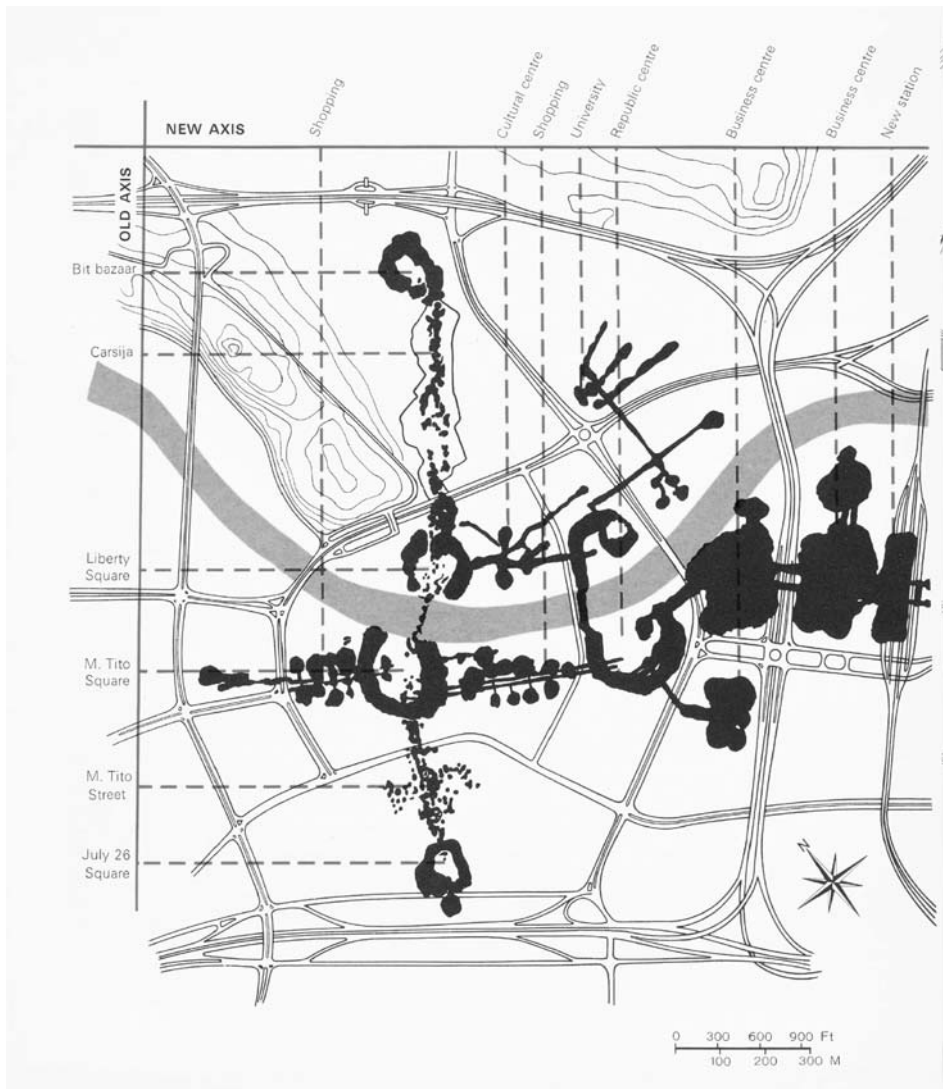 NEW AXIS
Shopping
Cultural centre
Shopping
University
Republic centre
Business centre
Business centre
New station
OLD AXIS
Bit bazaar
Carsija
Liberty
Square
M. Tito
Square
M. Tito
Street
July 26
Square
N
0 300 600 900 Ft
100 200 300 M